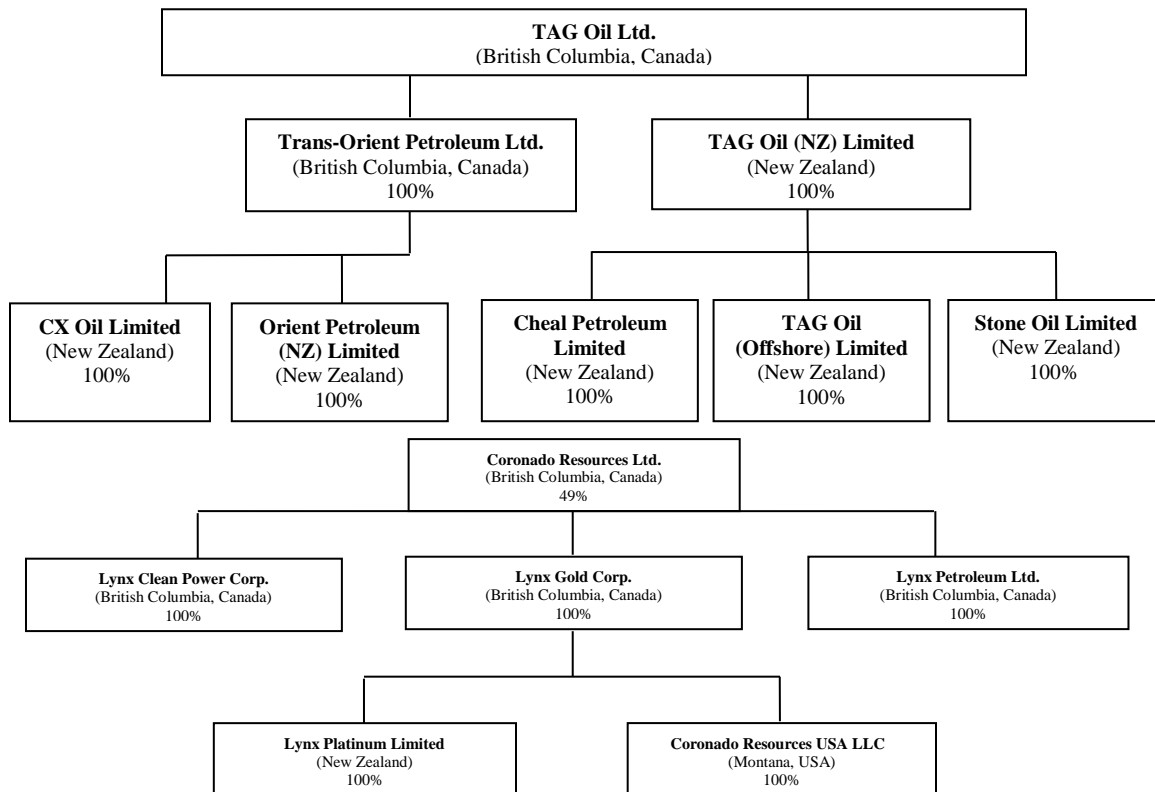 TAG Oil Ltd.
(British Columbia, Canada)
Trans-Orient Petroleum Ltd.
(British Columbia, Canada)
100%
TAG Oil (NZ) Limited
(New Zealand)
100%
CX Oil Limited
(New Zealand)
100%
Orient Petroleum
(NZ) Limited
(New Zealand)
100%
Cheal Petroleum
Limited
(New Zealand)
100%
TAG Oil
(Offshore) Limited
(New Zealand)
100%
Stone Oil Limited
(New Zealand)
100%
Coronado Resources Ltd.
(British Columbia, Canada)
49%
Lynx Clean Power Corp.
(British Columbia, Canada)
100%
Lynx Gold Corp.
(British Columbia, Canada)
100%
Lynx Petroleum Ltd.
(British Columbia, Canada)
100%
Lynx Platinum Limited
(New Zealand)
100%
Coronado Resources USA LLC
(Montana, USA)
100%